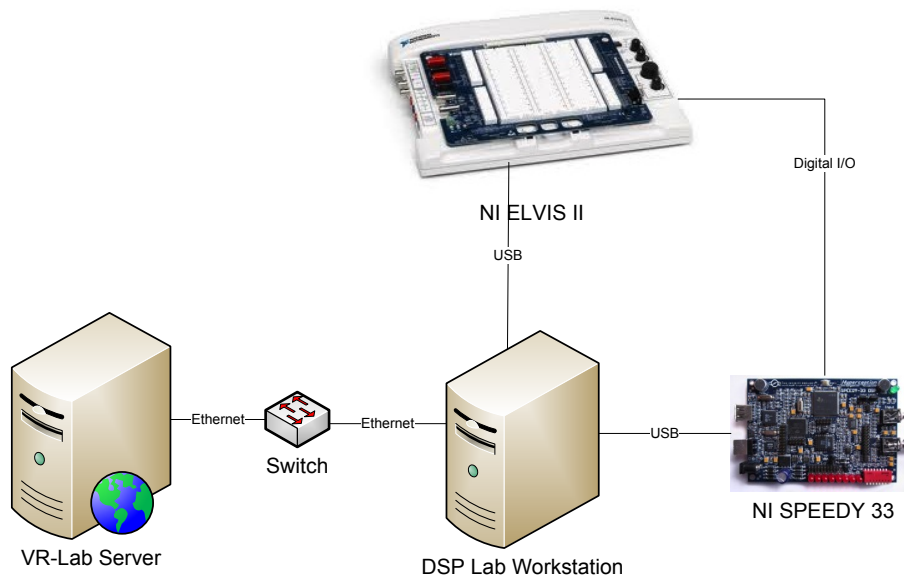 Digital I/O
NI ELVIS II
USB
Ethernet
Ethernet
USB
Switch
NI SPEEDY 33
VR-Lab Server
DSP Lab Workstation